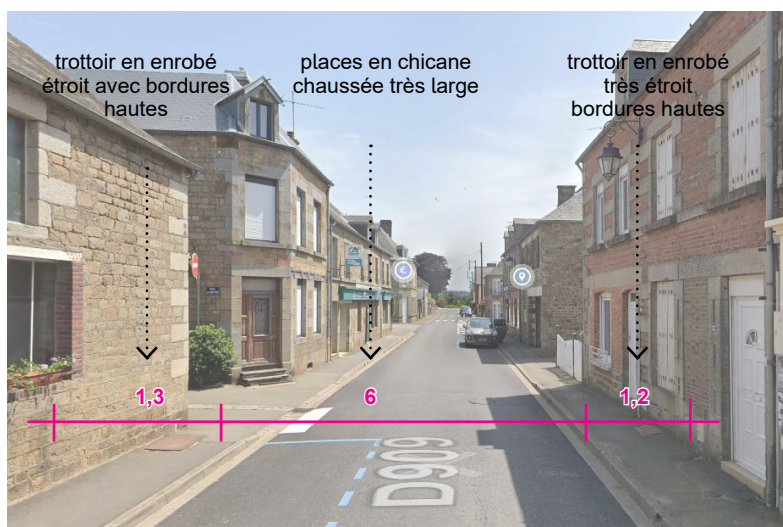 trottoir en enrobé
étroit avec bordures
hautes
places en chicane
chaussée très large
trottoir en enrobé
très étroit
bordures hautes
1,3
6
1,2
D909